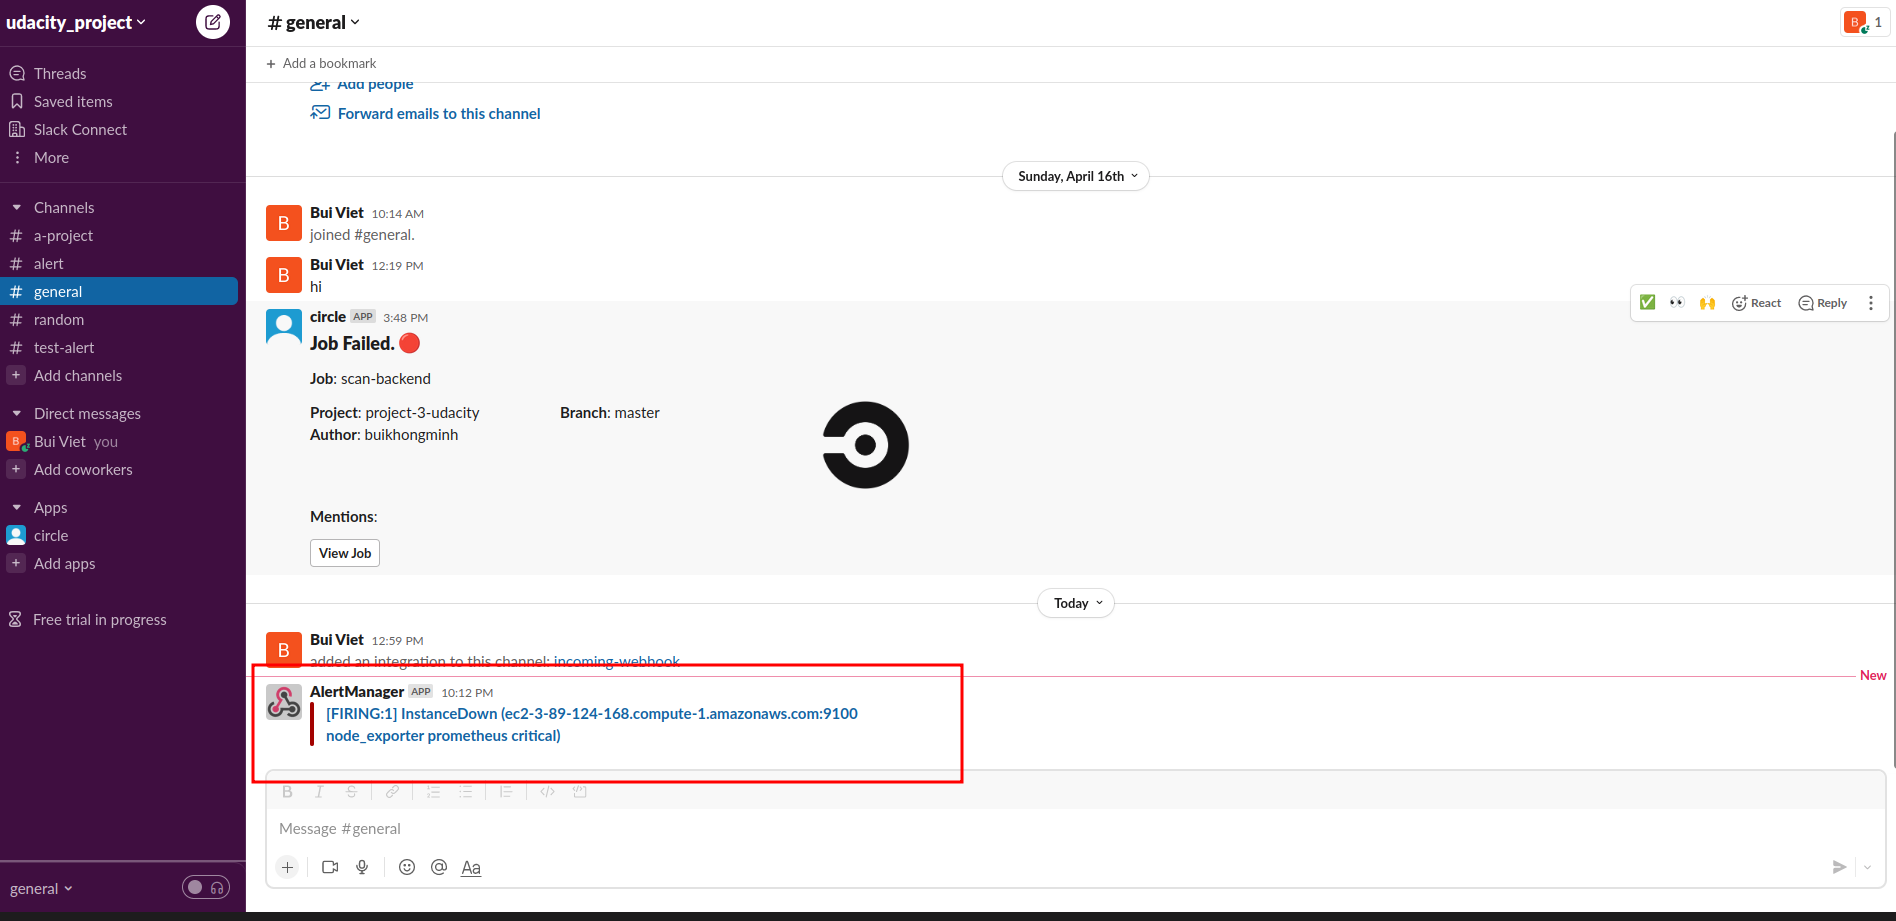 udacity_project
Threads
Saved items
Slack Connect
More
Channels
# a-project
# alert
# general
# random
# test-alert
+ Add channels
Direct messages
B Bui Viet you
+ Add coworkers
Apps
circle
+ Add apps
Free trial in progress
general
# general
B 1
+ Add a bookmark
Add people
Forward emails to this channel
Sunday, April 16th
B
Bui Viet 10:14 AM
joined #general.
B
Bui Viet 12:19 PM
hi
React
Reply
circle APP 3:48 PM
Job Failed.
Job: scan-backend
Project: project-3-udacity
Branch: master
Author: buikhongminh
Mentions:
View Job
Today
B
Bui Viet 12:59 PM
added an integration to this channel: incoming-webhook
New
AlertManager APP 10:12 PM
[FIRING:1] InstanceDown (ec2-3-89-124-168.compute-1.amazonaws.com:9100
node_exporter prometheus critical)
B I S
Message #general
+ @ Aa